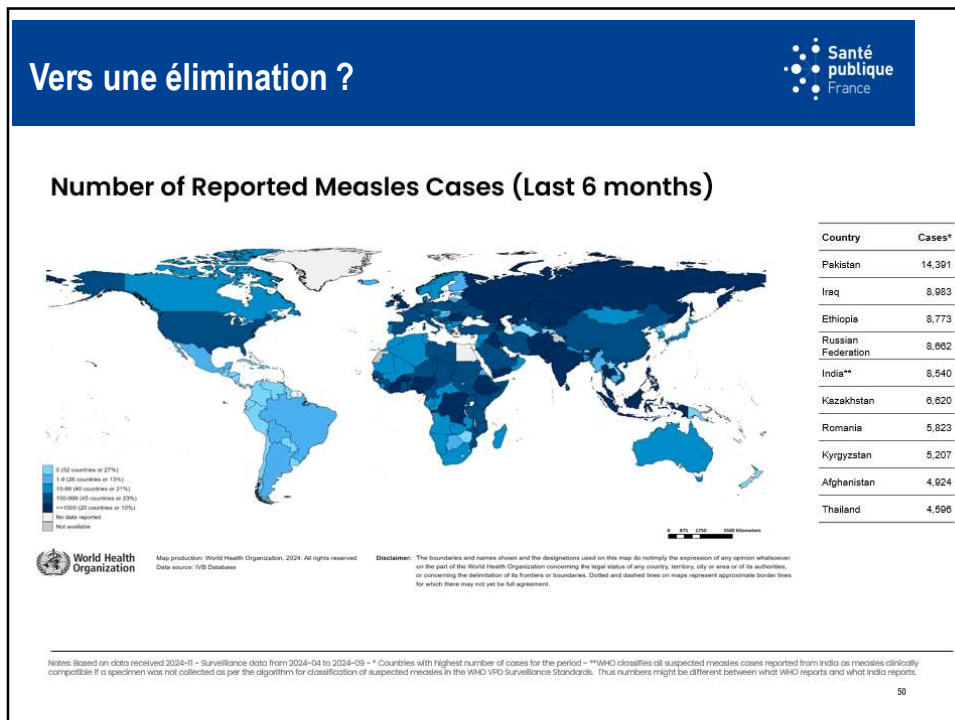 Vers une élimination ?
Santé
publique
France
Number of Reported Measles Cases (Last 6 months)
Country Cases*
Pakistan 14,391
Iraq 8,983
Ethiopia 8,773
Russian
Federation 8,662
India** 8,540
Kazakhstan 6,620
Romania 5,823
Kyrgyzstan 5,207
Afghanistan 4,924
Thailand 4,596
0 (52 countries or 27%)
1-9 (26 countries or 13%)
10-99 (40 countries or 21%)
100-999 (45 countries or 23%)
>=1000 (20 countries or 10%)
No data reported
Not available
0 875 1750 3500 Kilometers
World Health
Organization
Map production: World Health Organization, 2024. All rights reserved
Data source: IVB Database
Disclaimer: The boundaries and names shown and the designations used on this map do notimply the expression of any opinion whatsoever
on the part of the World Health Organization concerning the legal status of any country, territory, city or area or of its authorities,
or concerning the delimitation of its frontiers or boundaries. Dotted and dashed lines on maps represent approximate border lines
for which there may not yet be full agreement.
Notes: Based on data received 2024-11 - Surveillance data from 2024-04 to 2024-09 - * Countries with highest number of cases for the period - **WHO classifies all suspected measles cases reported from India as measles clinically
compatible if a specimen was not collected as per the algorithm for classification of suspected measles in the WHO VPD Surveillance Standards. Thus numbers might be different between what WHO reports and what India reports.
50